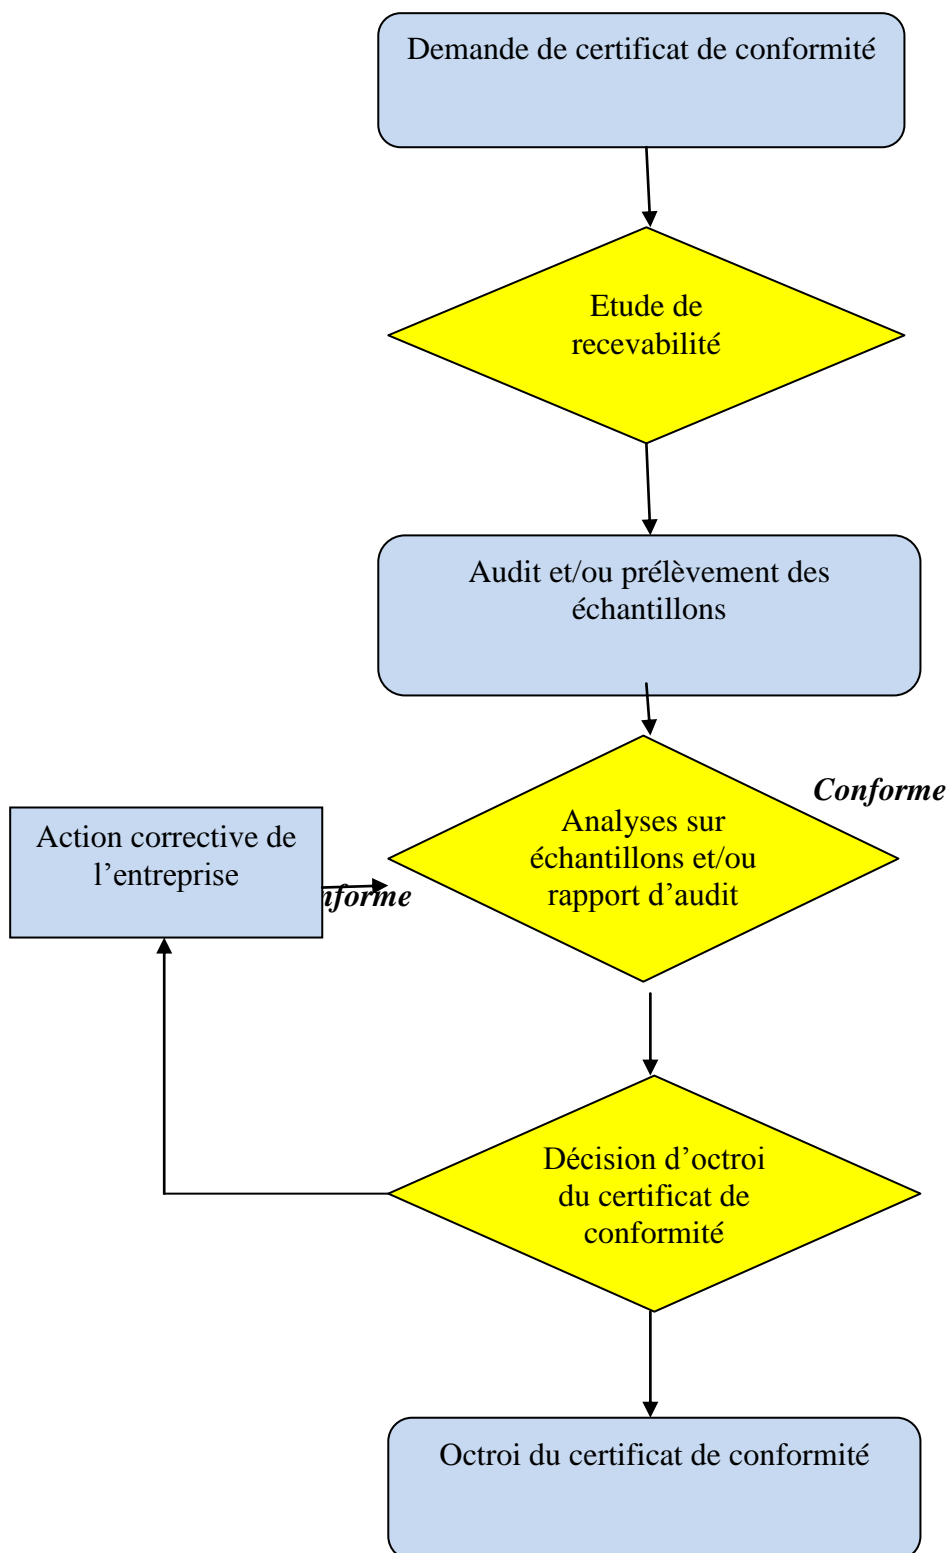 Demande de certificat de conformité
Etude de
recevabilité
Audit et/ou prélèvement des
échantillons
Conforme
Analyses sur
échantillons et/ou
rapport d’audit
Action corrective de
l’entreprise
nforme
Décision d’octroi
du certificat de
conformité
Octroi du certificat de conformité